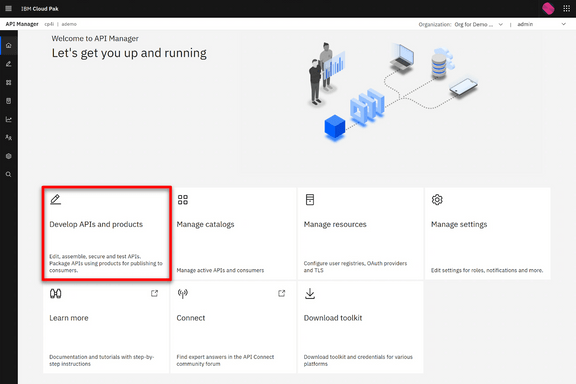 IBM Cloud Pak
API Manager cp4i ademo Organization: Org for Demo ... admin
Welcome to API Manager
Let's get you up and running
Develop APIs and products
Edit, assemble, secure and test APIs.
Package APIs using products for publishing to
consumers.
Manage catalogs
Manage active APIs and consumers
Manage resources
Configure user registries, OAuth providers
and TLS
Manage settings
Edit settings for roles, notifications and more.
Learn more
Documentation and tutorials with step-by-
step instructions
Connect
Find expert answers in the API Connect
community forum
Download toolkit
Download toolkit and credentials for various
platforms